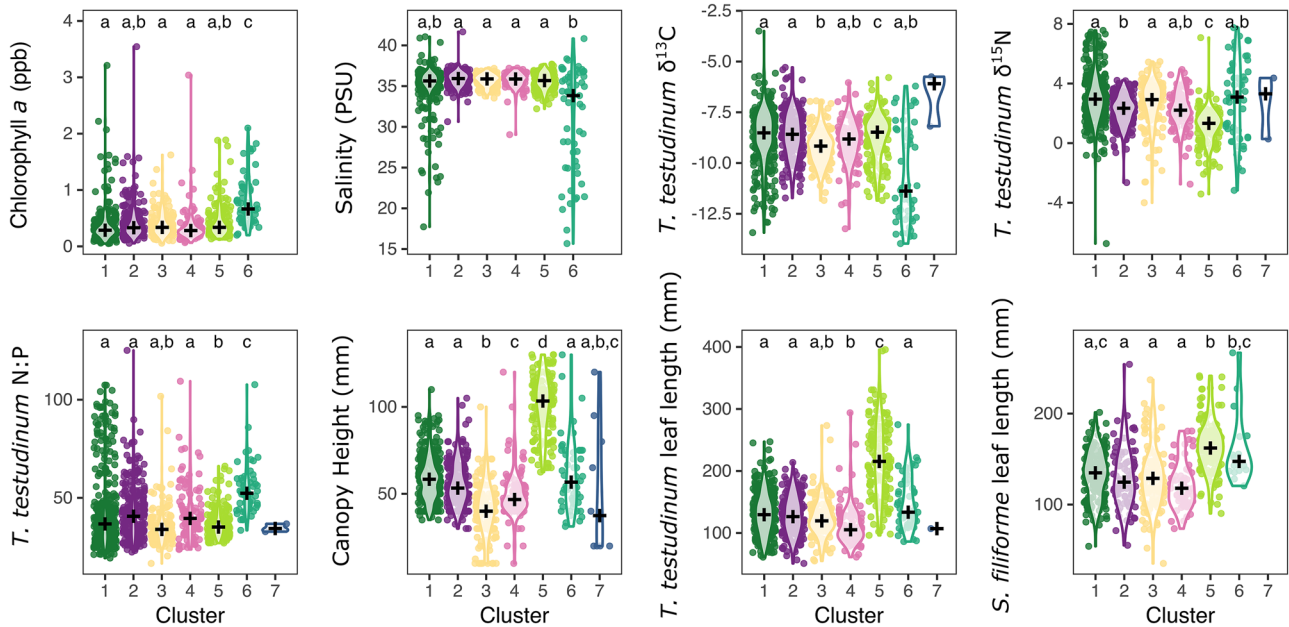 Chlorophyll a (ppb)
4
3
2
1
0
a a,b a a a,b c
1 2 3 4 5 6
Salinity (PSU)
40
35
30
25
20
15
a,b a a a a b
1 2 3 4 5 6
T. testudinum δ¹³C
-2.5
-5.0
-7.5
-10.0
-12.5
a a b a,b c a,b
1 2 3 4 5 6 7
T. testudinum δ¹⁵N
8
4
0
-4
a b a a,b c a,b
1 2 3 4 5 6 7
T. testudinum N:P
100
50
a a a,b a b c
1 2 3 4 5 6 7
Cluster
Canopy Height (mm)
100
50
a a b c d a a,b,c
1 2 3 4 5 6 7
Cluster
T. testudinum leaf length (mm)
400
300
200
100
a a a,b b c a
1 2 3 4 5 6 7
Cluster
S. filiforme leaf length (mm)
200
100
a,c a a a b b,c
1 2 3 4 5 6 7
Cluster